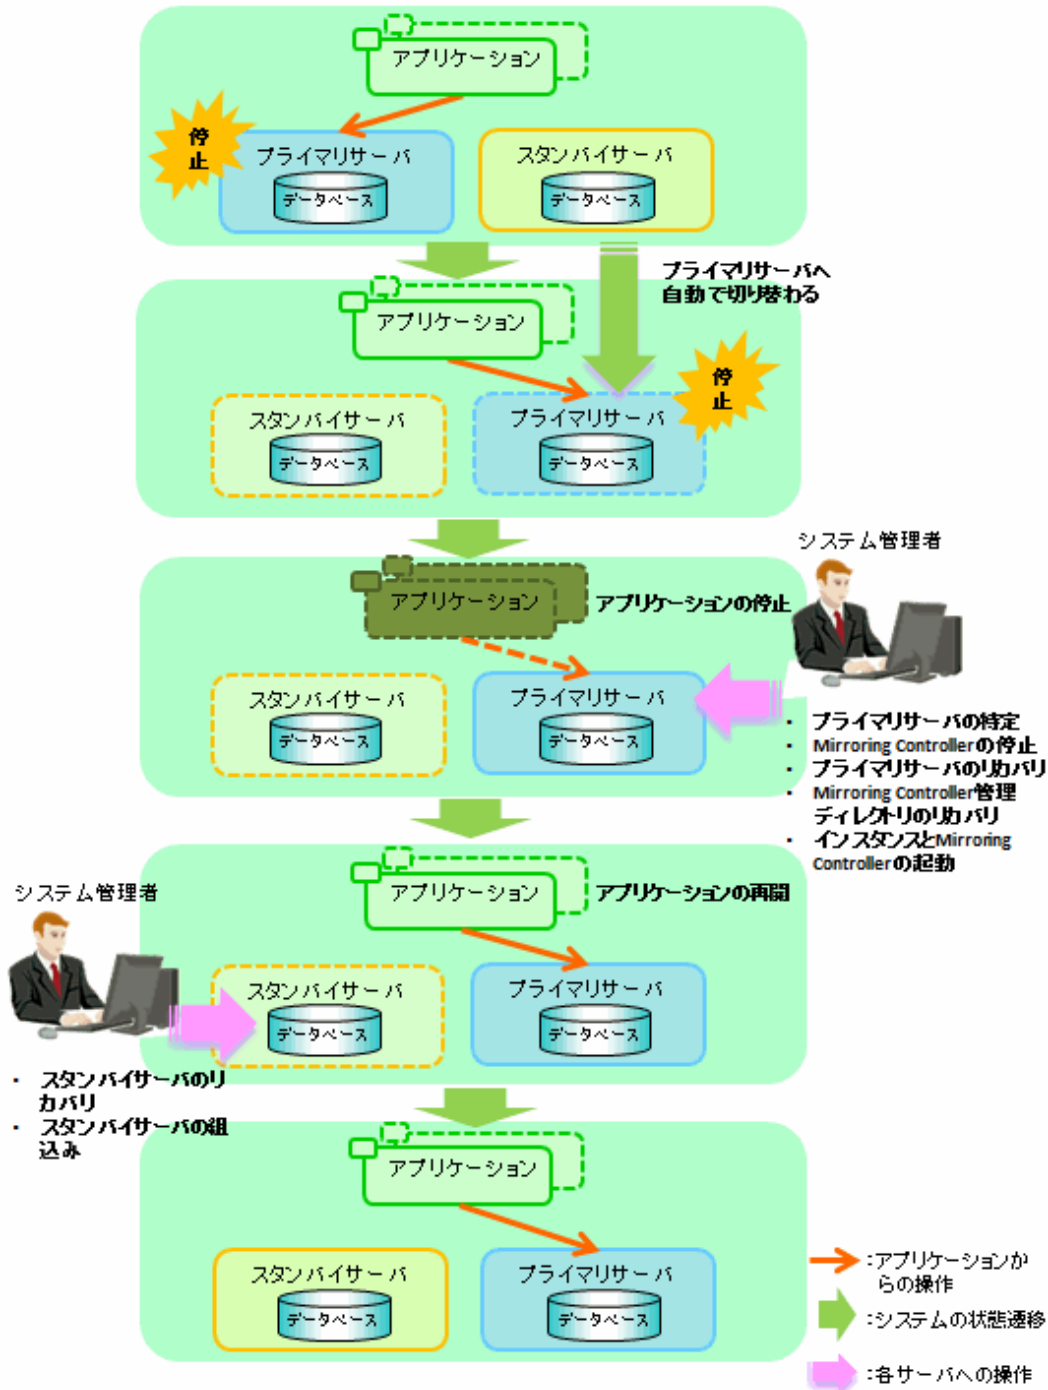 アプリケーション
停
止
プライマリサーバ
データベース
スタンバイサーバ
データベース
プライマリサーバへ
自動で切り替わる
アプリケーション
停
止
スタンバイサーバ
データベース
プライマリサーバ
データベース
システム管理者
アプリケーション
アプリケーションの停止
スタンバイサーバ
データベース
プライマリサーバ
データベース
・ プライマリサーバの特定
・ Mirroring Controllerの停止
・ プライマリサーバのリカバリ
・ Mirroring Controller管理
ディレクトリのリカバリ
・ インスタンスとMirroring
Controllerの起動
システム管理者
アプリケーション
アプリケーションの再開
スタンバイサーバ
データベース
プライマリサーバ
データベース
・ スタンバイサーバのリ
カバリ
・ スタンバイサーバの組
込み
アプリケーション
スタンバイサーバ
データベース
プライマリサーバ
データベース
:アプリケーションか
らの操作
:システムの状態遷移
:各サーバへの操作